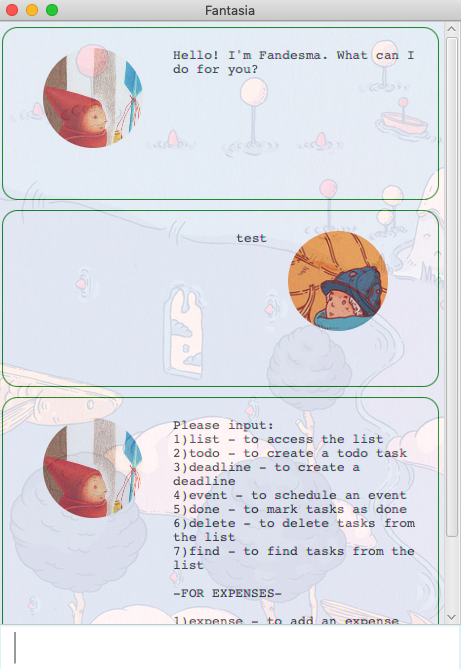 Fantasia
Hello! I'm Fandesma. What can I
do for you?
test
Please input:
1)list - to access the list
2)todo - to create a todo task
3)deadline - to create a
deadline
4)event - to schedule an event
5)done - to mark tasks as done
6)delete - to delete tasks from
the list
7)find - to find tasks from the
list
-FOR EXPENSES-
1)expense - to add an expense